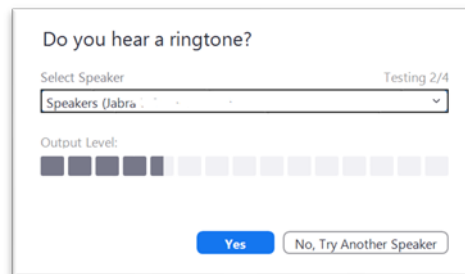 Do you hear a ringtone?
Select Speaker Testing 2/4
Speakers (Jabra
Output Level:
Yes No, Try Another Speaker